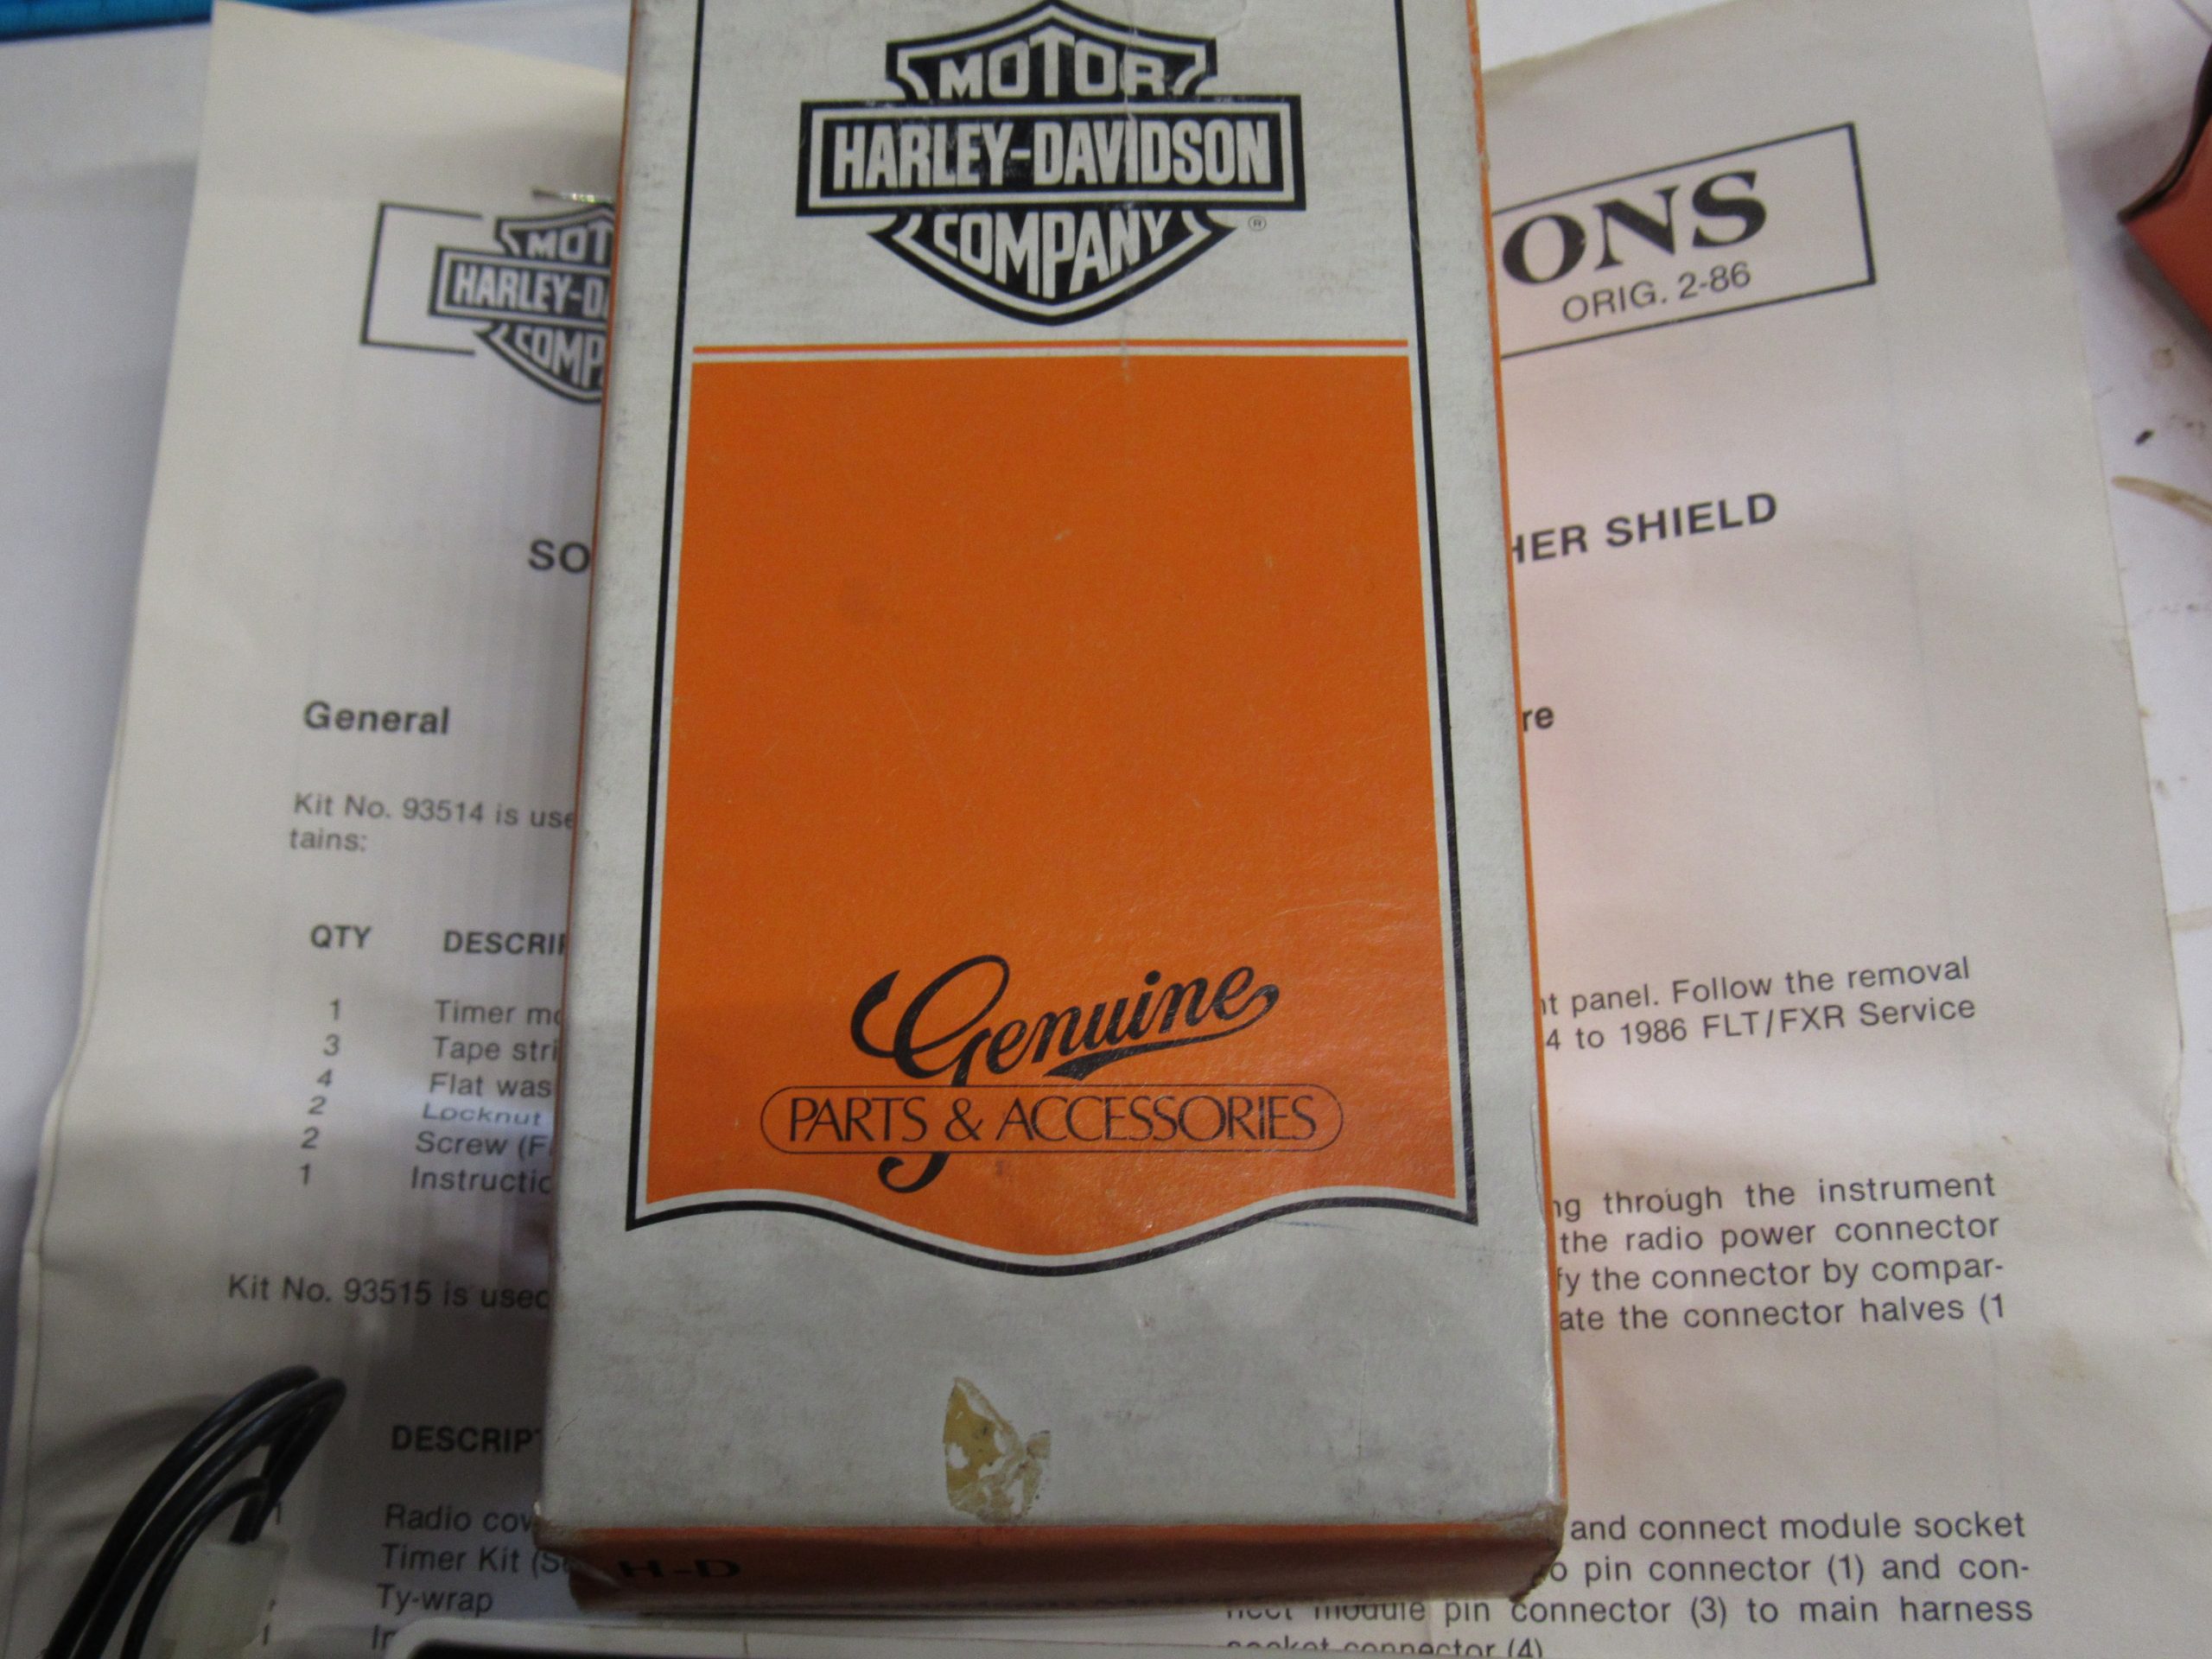 MOTOR
HARLEY-DAVIDSON
COMPANY
®
Genuine
PARTS & ACCESSORIES
H-D
MOT
HARLEY-D
COMP
SO
General
Kit No. 93514 is use
tains:
QTY DESCRI
1 Timer mo
3 Tape stri
4 Flat was
2 Locknut
2 Screw (F
1 Instructio
Kit No. 93515 is used
DESCRIPT
Radio cov
Timer Kit (S
Ty-wrap
ONS
ORIG. 2-86
HER SHIELD
re
nt panel. Follow the removal
4 to 1986 FLT/FXR Service
ng through the instrument
the radio power connector
fy the connector by compar-
ate the connector halves (1
and connect module socket
o pin connector (1) and con-
nect module pin connector (3) to main harness
socket connector (4)